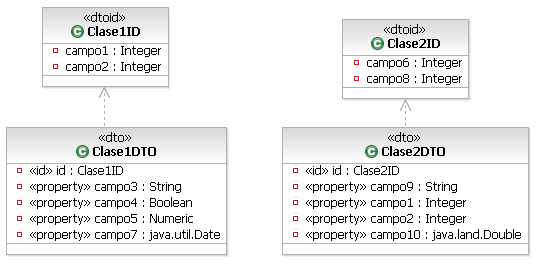 «dtoid»
Clase1ID
campo1 : Integer
campo2 : Integer
«dtoid»
Clase2ID
campo6 : Integer
campo8 : Integer
«dto»
Clase1DTO
«id» id : Clase1ID
«property» campo3 : String
«property» campo4 : Boolean
«property» campo5 : Numeric
«property» campo7 : java.util.Date
«dto»
Clase2DTO
«id» id : Clase2ID
«property» campo9 : String
«property» campo1 : Integer
«property» campo2 : Integer
«property» campo10 : java.land.Double